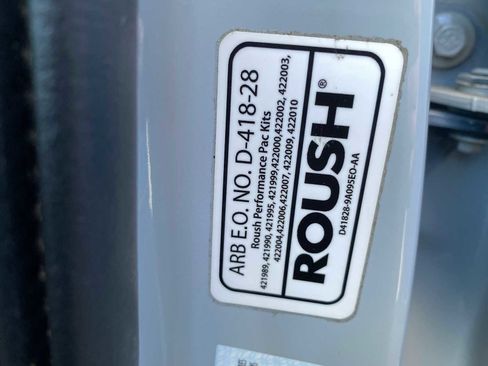 ARB E.O. NO. D-418-28
Roush Performance Pac Kits
421989, 421990, 421995, 421999,422000,422002, 422003,
422004,422006,422007, 422009, 422010
ROUSH®
D41828-9A095EO-AA